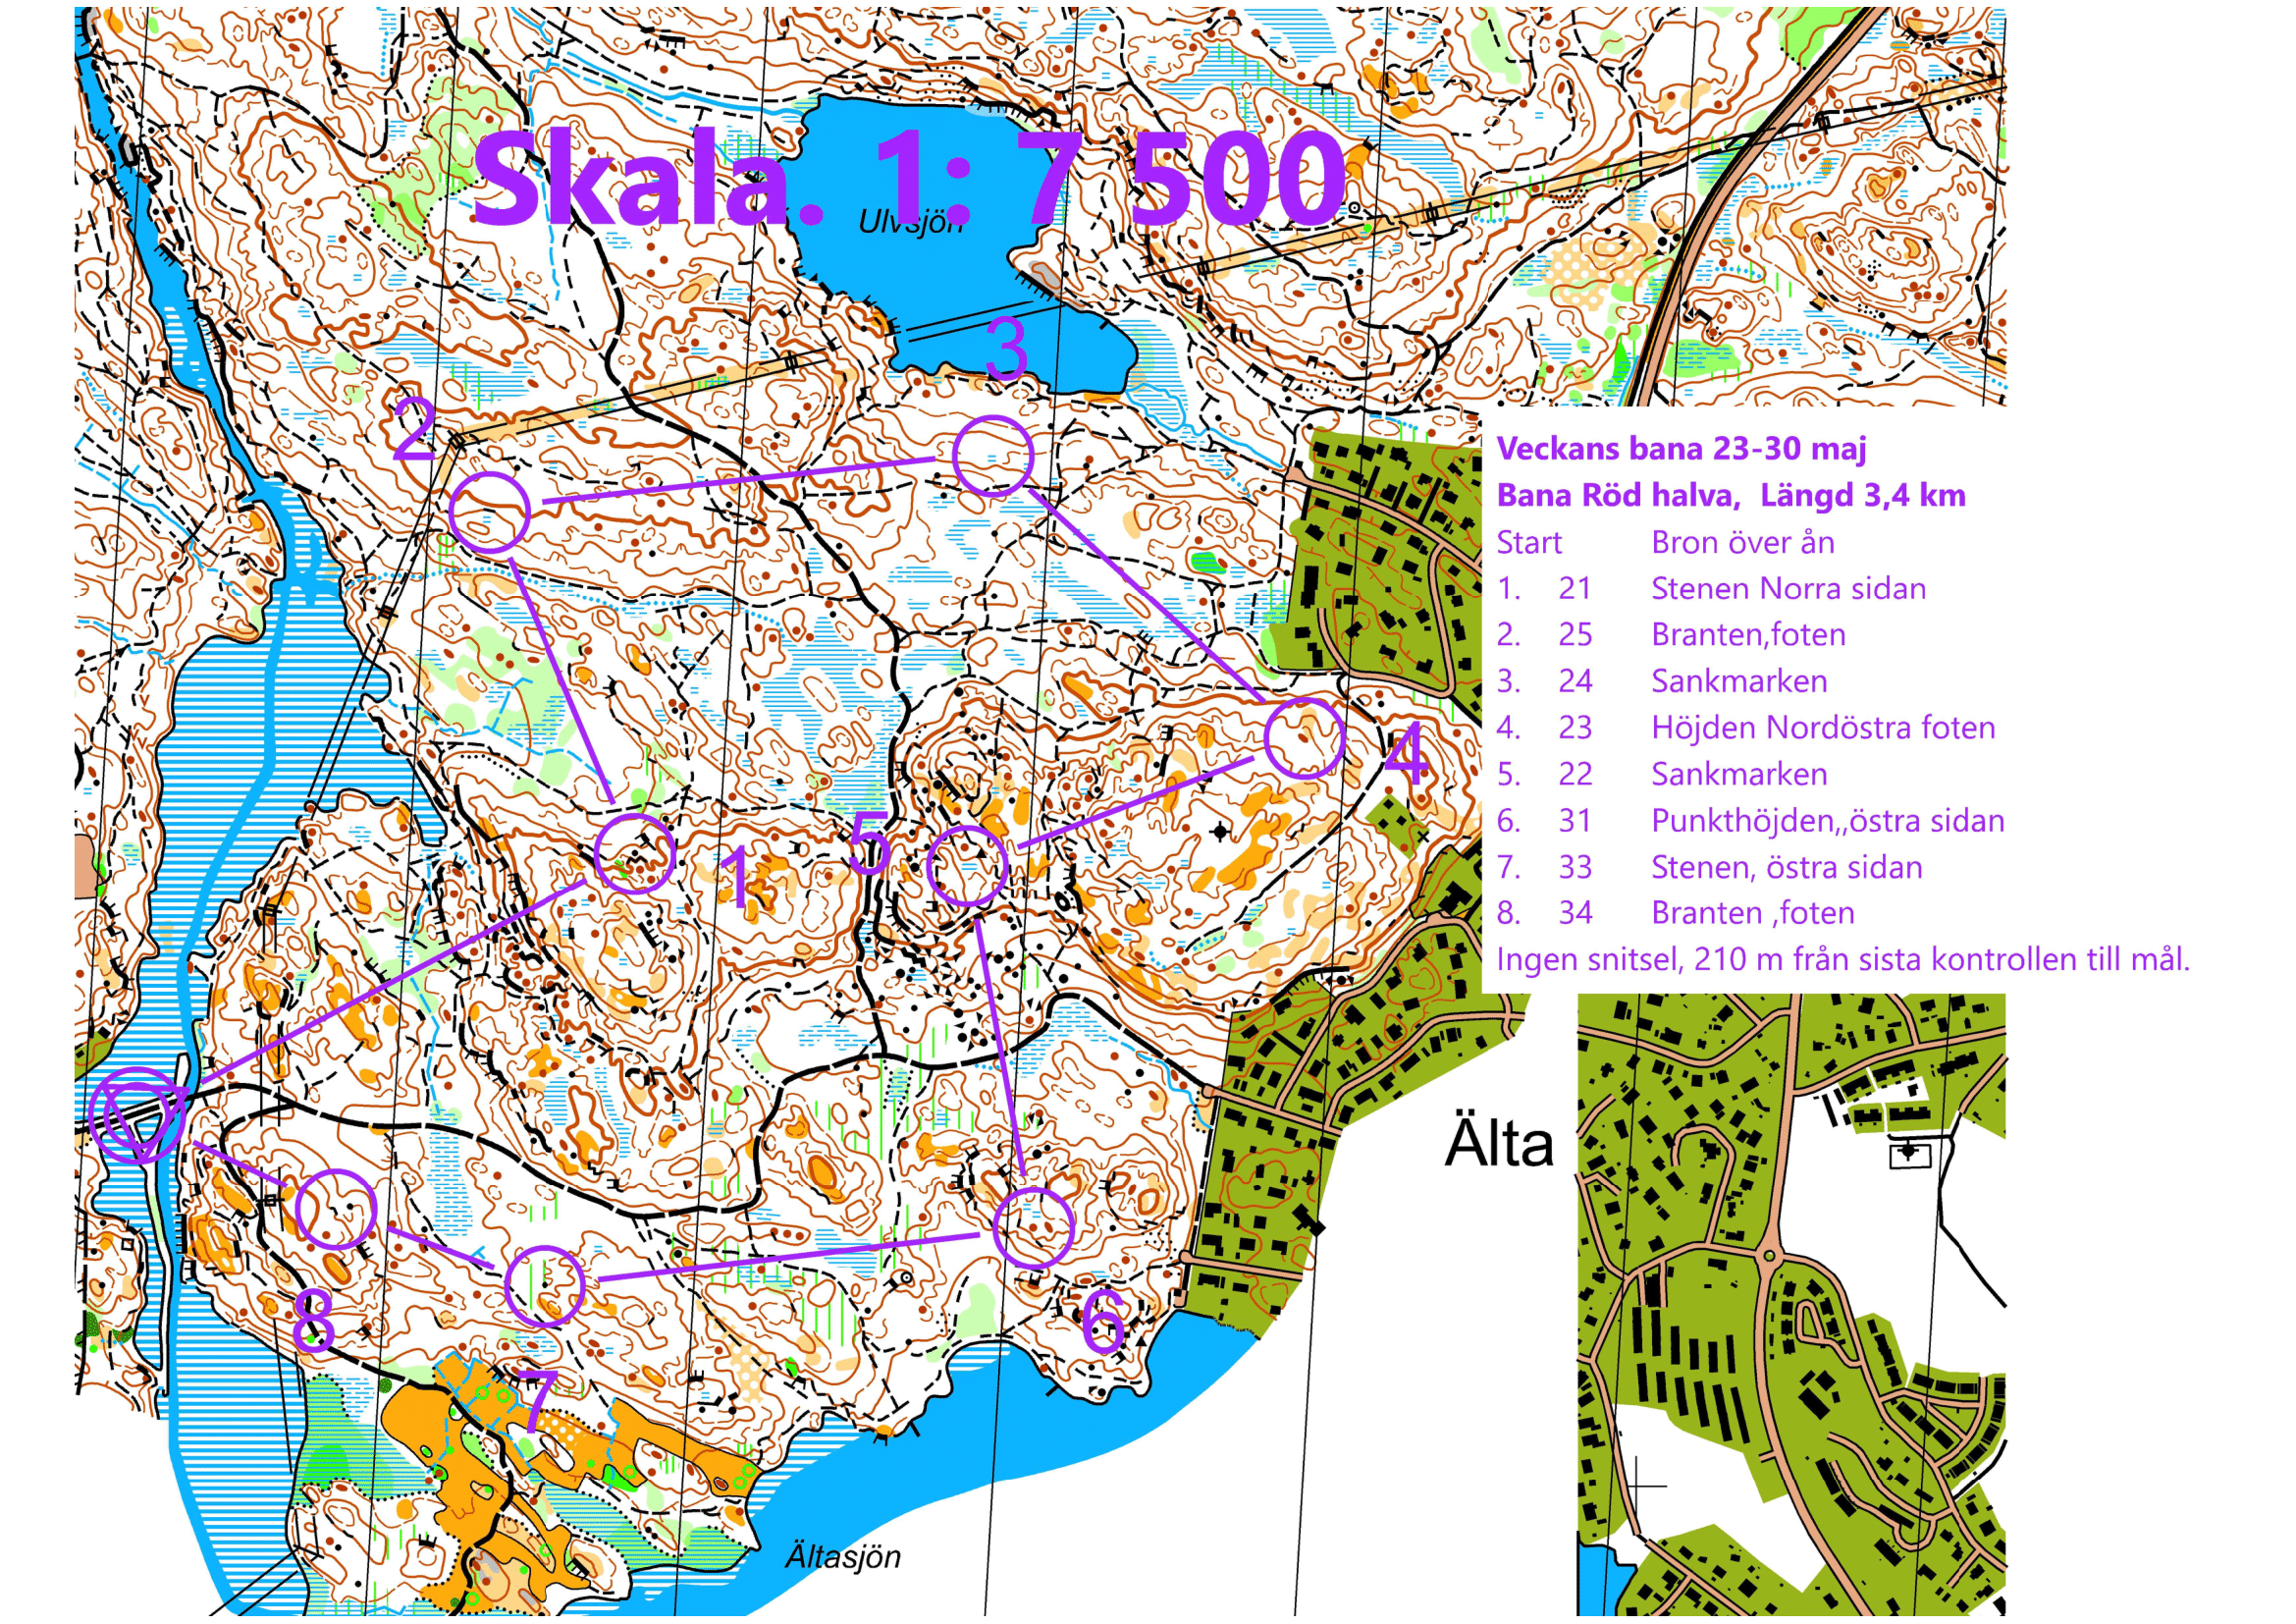 Skala. 1: 7 500
Ulvsjön
3
2
Veckans bana 23-30 maj
Bana Röd halva, Längd 3,4 km
Start Bron över ån
1. 21 Stenen Norra sidan
2. 25 Branten,foten
3. 24 Sankmarken
4. 23 Höjden Nordöstra foten
5. 22 Sankmarken
6. 31 Punkthöjden,,östra sidan
7. 33 Stenen, östra sidan
8. 34 Branten ,foten
Ingen snitsel, 210 m från sista kontrollen till mål.
4
5
1
Älta
8
6
7
Ältasjön